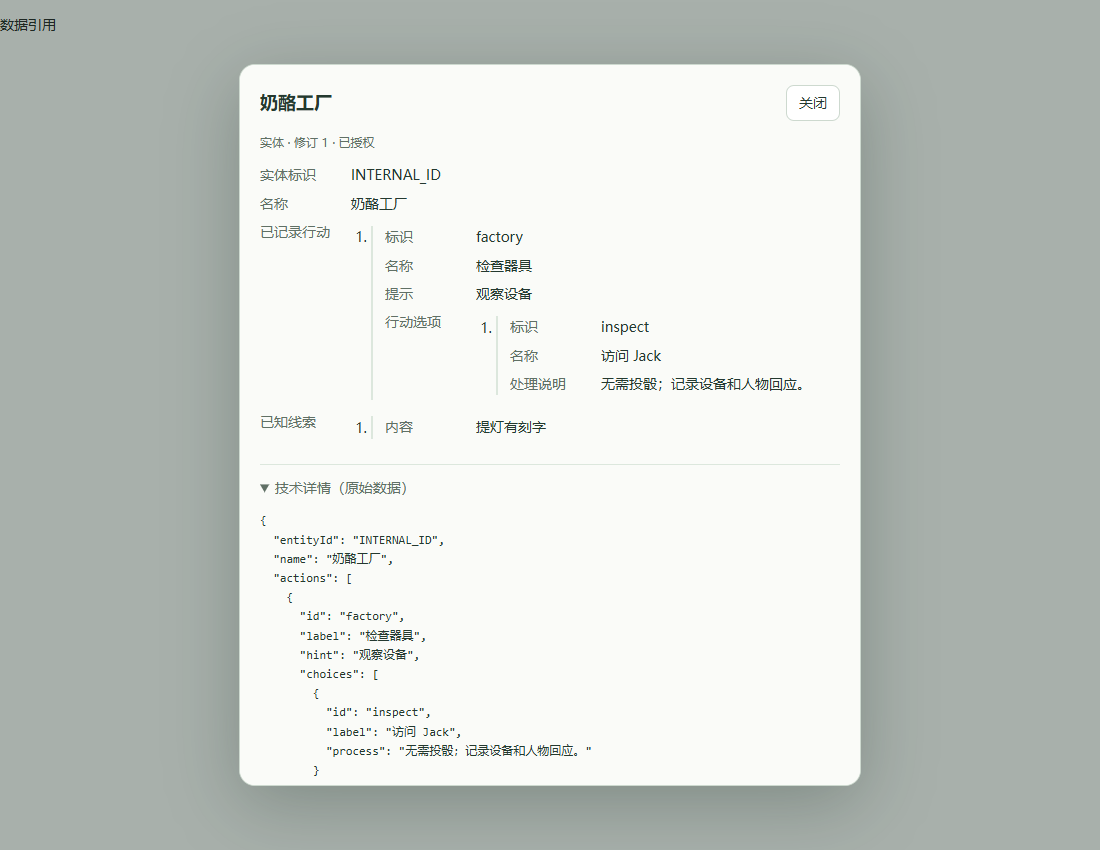 数据引用
奶酪工厂
关闭
实体 · 修订 1 · 已授权
实体标识 INTERNAL_ID
名称 奶酪工厂
已记录行动 1. 标识 factory
名称 检查器具
提示 观察设备
行动选项 1. 标识 inspect
名称 访问 Jack
处理说明 无需投骰；记录设备和人物回应。
已知线索 1. 内容 提灯有刻字
▼ 技术详情（原始数据）
{
  "entityId": "INTERNAL_ID",
  "name": "奶酪工厂",
  "actions": [
    {
      "id": "factory",
      "label": "检查器具",
      "hint": "观察设备",
      "choices": [
        {
          "id": "inspect",
          "label": "访问 Jack",
          "process": "无需投骰；记录设备和人物回应。"
        }